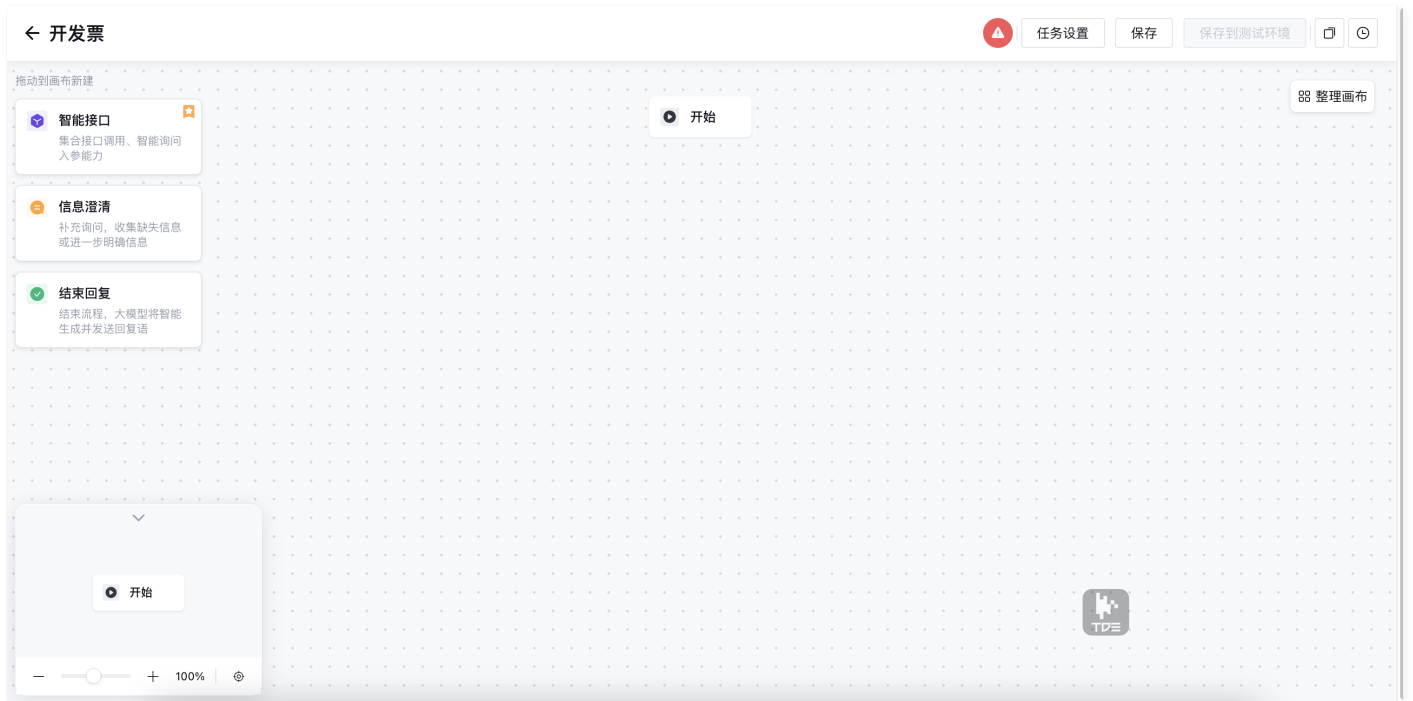 开发票
任务设置
保存
保存到测试环境
拖动到画布新建
智能接口
集合接口调用、智能询问
入参能力
信息澄清
补充询问，收集缺失信息
或进一步明确信息
结束回复
结束流程，大模型将智能
生成并发送回复语
开始
整理画布
开始
100%
TDE